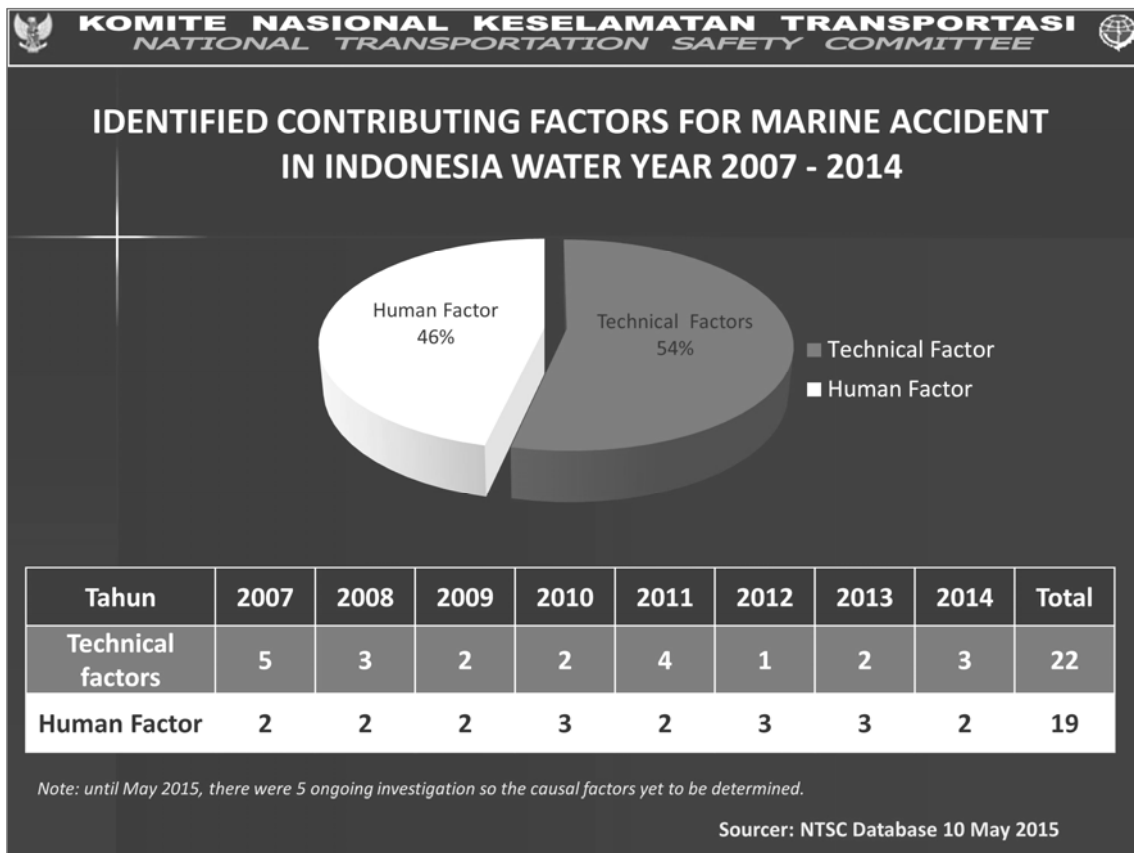 KOMITE NASIONAL KESELAMATAN TRANSPORTASI
NATIONAL TRANSPORTATION SAFETY COMMITTEE
IDENTIFIED CONTRIBUTING FACTORS FOR MARINE ACCIDENT
IN INDONESIA WATER YEAR 2007 - 2014
Human Factor
46%
Technical Factors
54%
Technical Factor
Human Factor
Tahun 2007 2008 2009 2010 2011 2012 2013 2014 Total
Technical
factors 5 3 2 2 4 1 2 3 22
Human Factor 2 2 2 3 2 3 3 2 19
Note: until May 2015, there were 5 ongoing investigation so the causal factors yet to be determined.
Sourcer: NTSC Database 10 May 2015